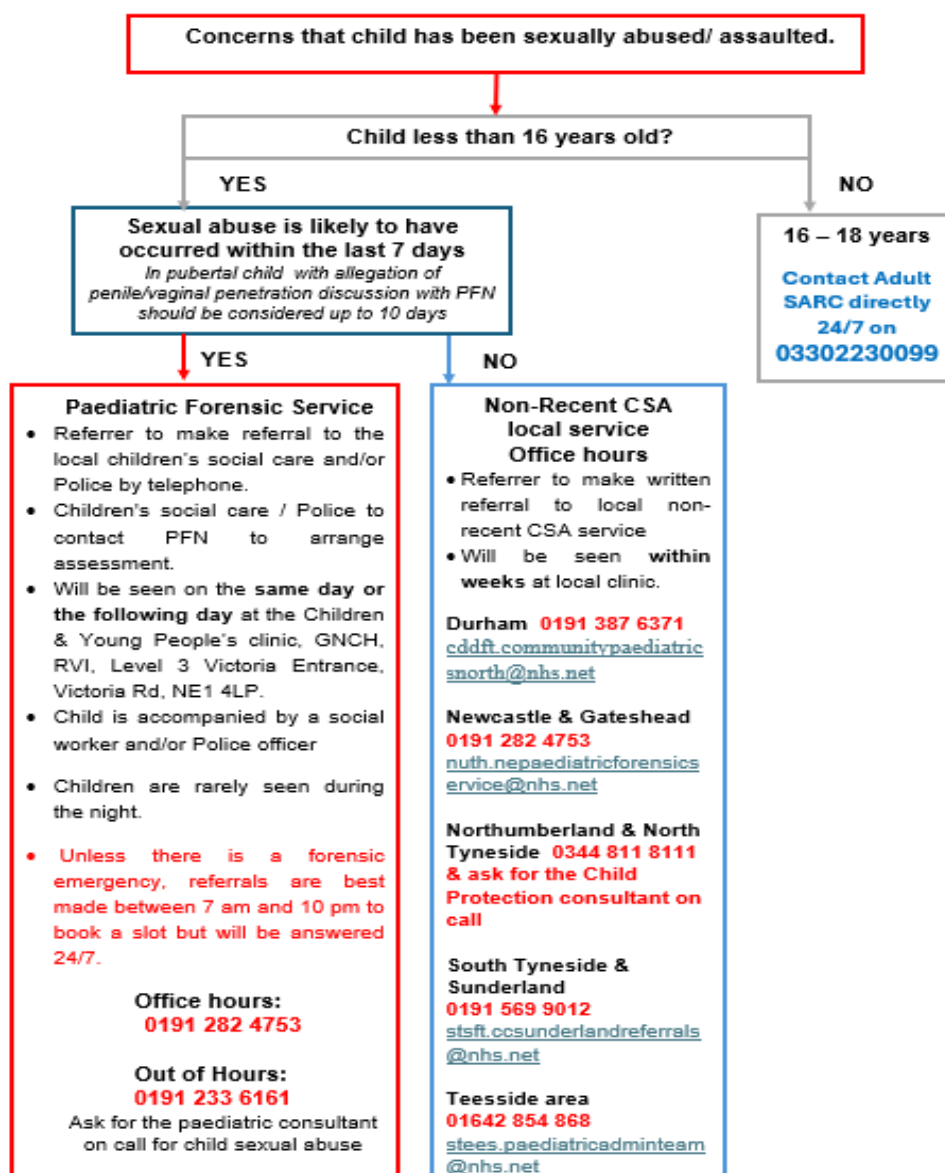 Concerns that child has been sexually abused/ assaulted.
Child less than 16 years old?
YES
NO
Sexual abuse is likely to have
occurred within the last 7 days
In pubertal child with allegation of
penile/vaginal penetration discussion with PFN
should be considered up to 10 days
16 – 18 years
Contact Adult
SARC directly
24/7 on
03302230099
YES
NO
Paediatric Forensic Service
• Referrer to make referral to the
local children's social care and/or
Police by telephone.
• Children's social care / Police to
contact PFN to arrange
assessment.
• Will be seen on the same day or
the following day at the Children
& Young People's clinic, GNCH,
RVI, Level 3 Victoria Entrance,
Victoria Rd, NE1 4LP.
• Child is accompanied by a social
worker and/or Police officer
• Children are rarely seen during
the night.
• Unless there is a forensic
emergency, referrals are best
made between 7 am and 10 pm to
book a slot but will be answered
24/7.
Office hours:
0191 282 4753
Out of Hours:
0191 233 6161
Ask for the paediatric consultant
on call for child sexual abuse
Non-Recent CSA
local service
Office hours
• Referrer to make written
referral to local non-
recent CSA service
• Will be seen within
weeks at local clinic.
Durham 0191 387 6371
cddft.communitypaediatric
snorth@nhs.net
Newcastle & Gateshead
0191 282 4753
nuth.nepaediatricforensics
ervice@nhs.net
Northumberland & North
Tyneside 0344 811 8111
& ask for the Child
Protection consultant on
call
South Tyneside &
Sunderland
0191 569 9012
stsft.ccsunderlandreferrals
@nhs.net
Teesside area
01642 854 868
stees.paediatricadminteam
@nhs.net